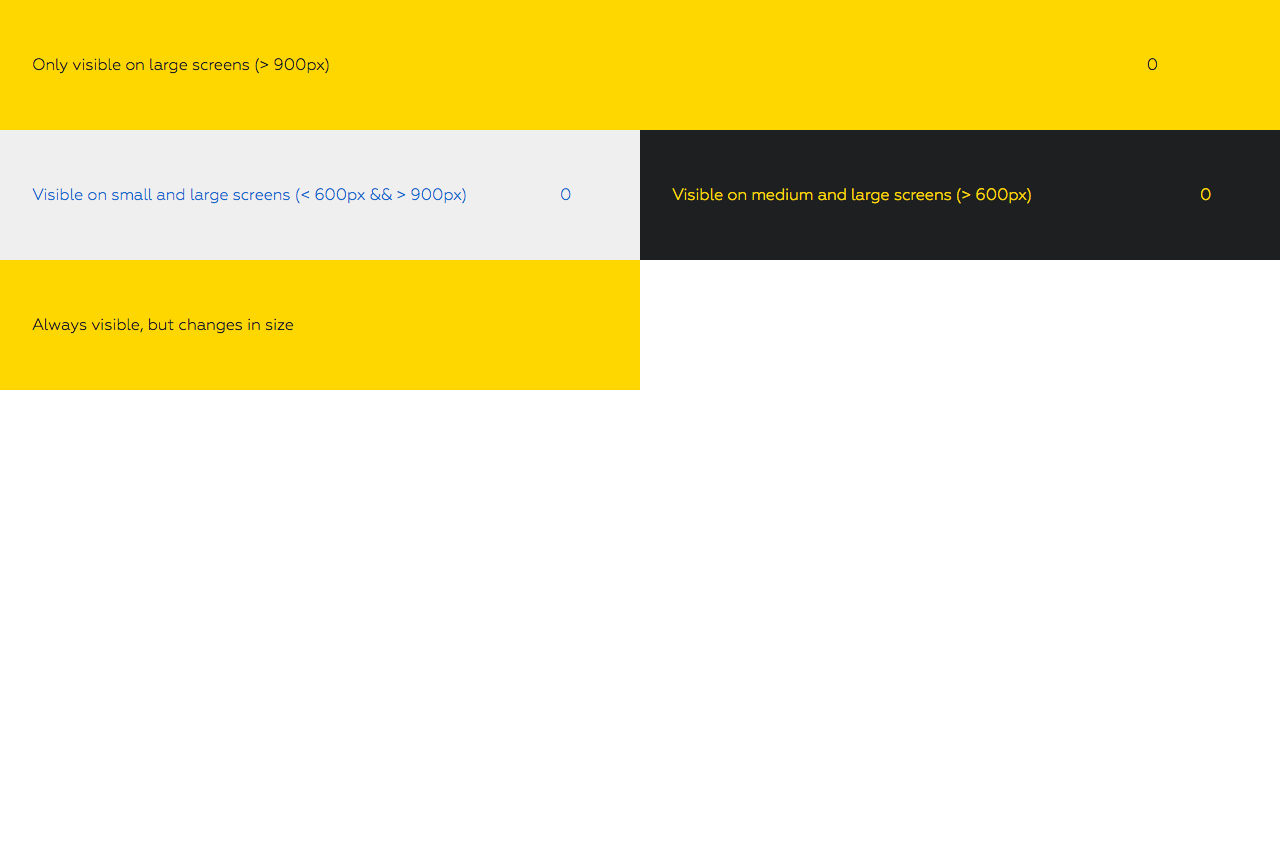 Only visible on large screens (> 900px) 0
Visible on small and large screens (< 600px && > 900px) 0
Visible on medium and large screens (> 600px) 0
Always visible, but changes in size